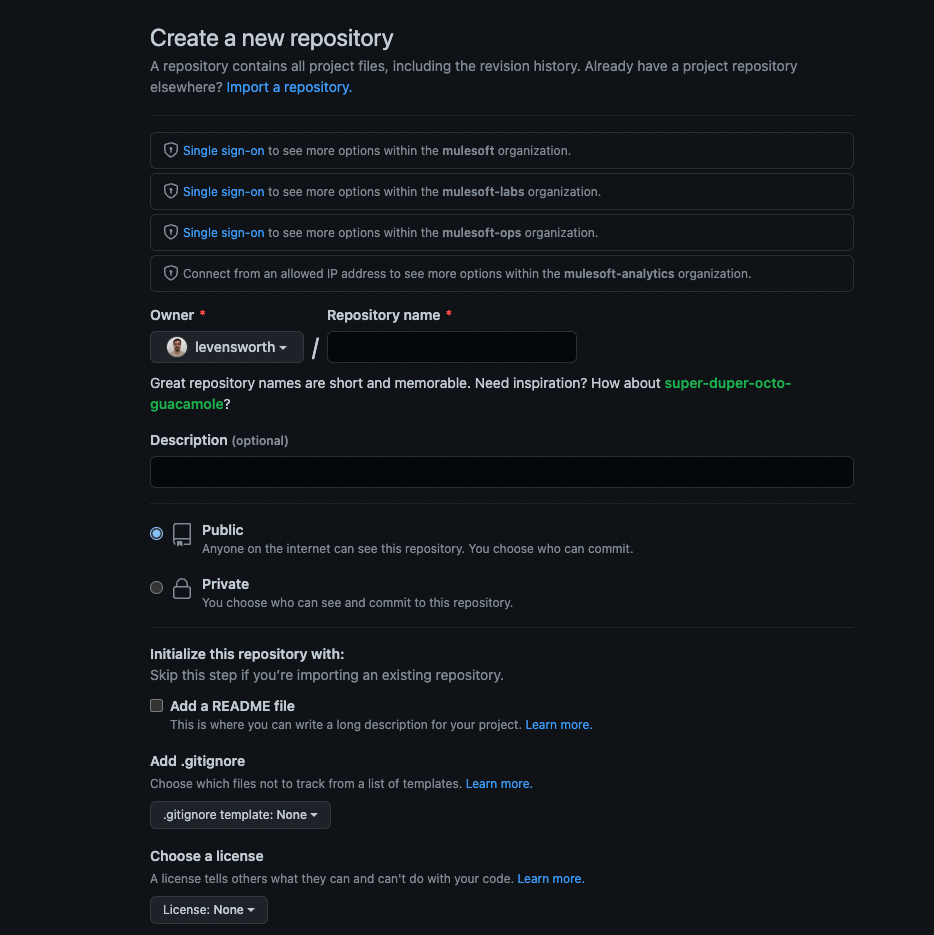 Create a new repository
A repository contains all project files, including the revision history. Already have a project repository
elsewhere? Import a repository.
Single sign-on to see more options within the mulesoft organization.
Single sign-on to see more options within the mulesoft-labs organization.
Single sign-on to see more options within the mulesoft-ops organization.
Connect from an allowed IP address to see more options within the mulesoft-analytics organization.
Owner * Repository name *
levensworth /
Great repository names are short and memorable. Need inspiration? How about super-duper-octo-
guacamole?
Description (optional)
Public
Anyone on the internet can see this repository. You choose who can commit.
Private
You choose who can see and commit to this repository.
Initialize this repository with:
Skip this step if you’re importing an existing repository.
Add a README file
This is where you can write a long description for your project. Learn more.
Add .gitignore
Choose which files not to track from a list of templates. Learn more.
.gitignore template: None
Choose a license
A license tells others what they can and can't do with your code. Learn more.
License: None